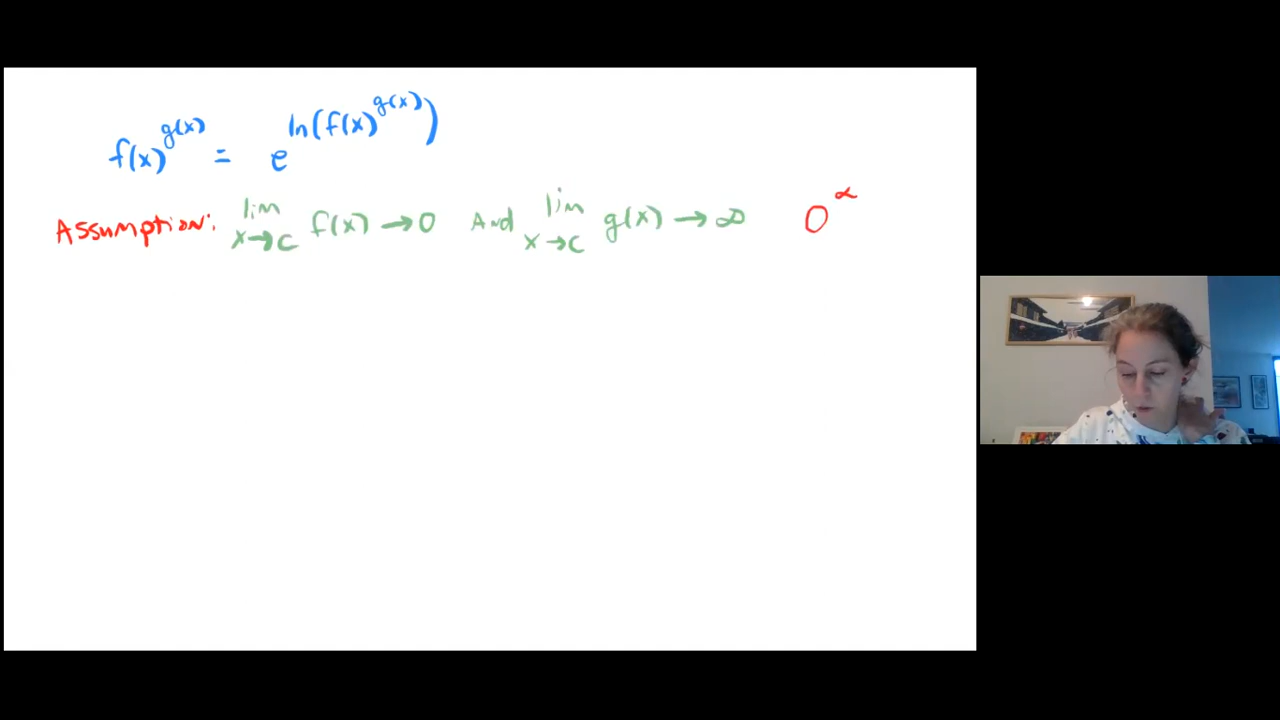 f(x)^g(x) = e^ln(f(x)^g(x))
Assumption: lim x→c f(x) → 0 And lim x→c g(x) → ∞ 0^∝